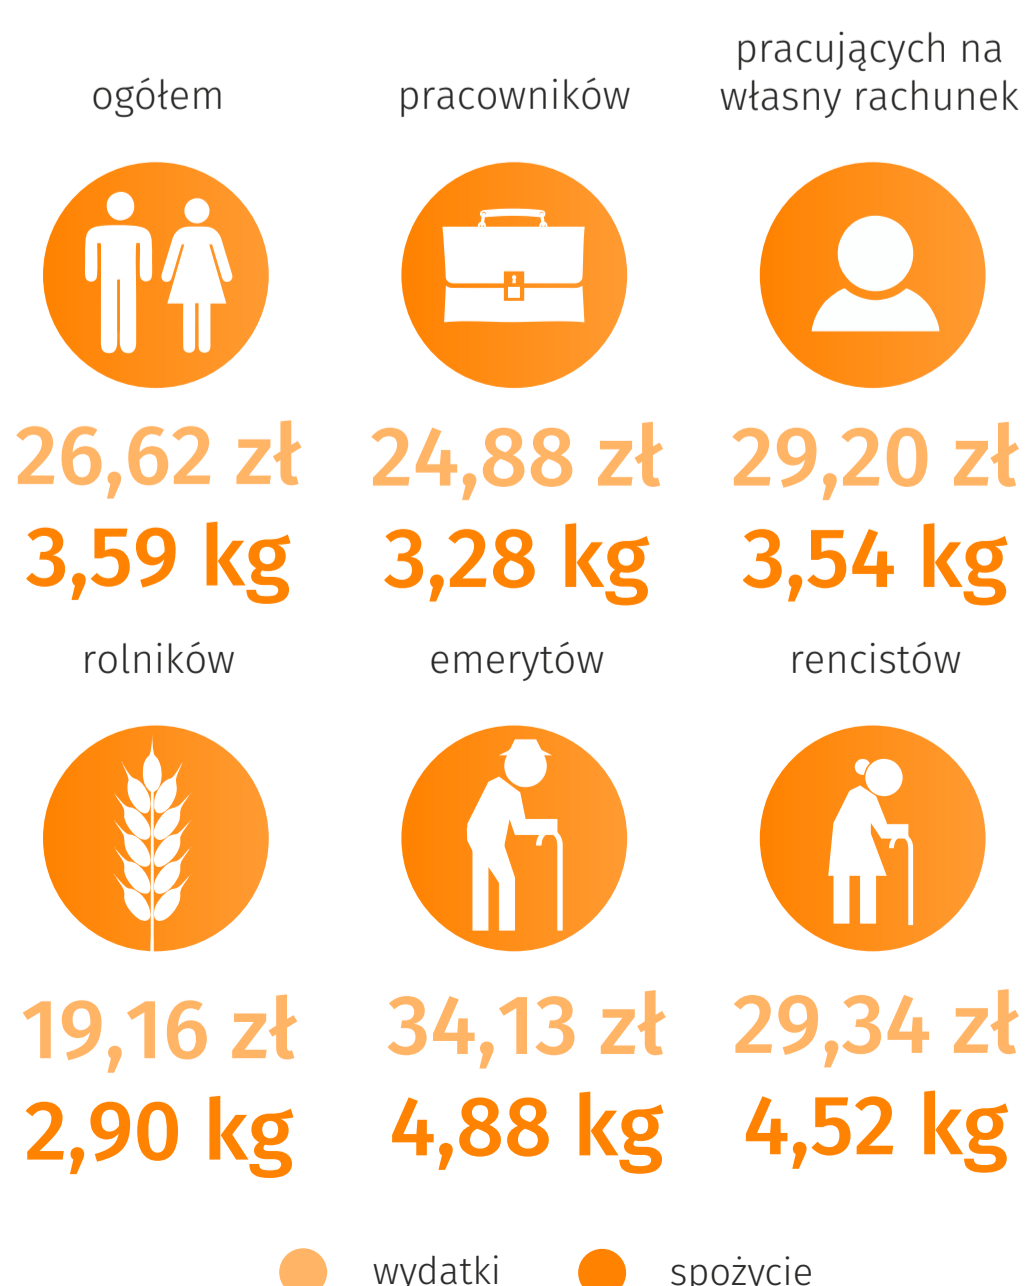 ogółem
pracowników
pracujących na
własny rachunek
26,62 zł
24,88 zł
29,20 zł
3,59 kg
3,28 kg
3,54 kg
rolników
emerytów
rencistów
19,16 zł
34,13 zł
29,34 zł
2,90 kg
4,88 kg
4,52 kg
wydatki
spożycie